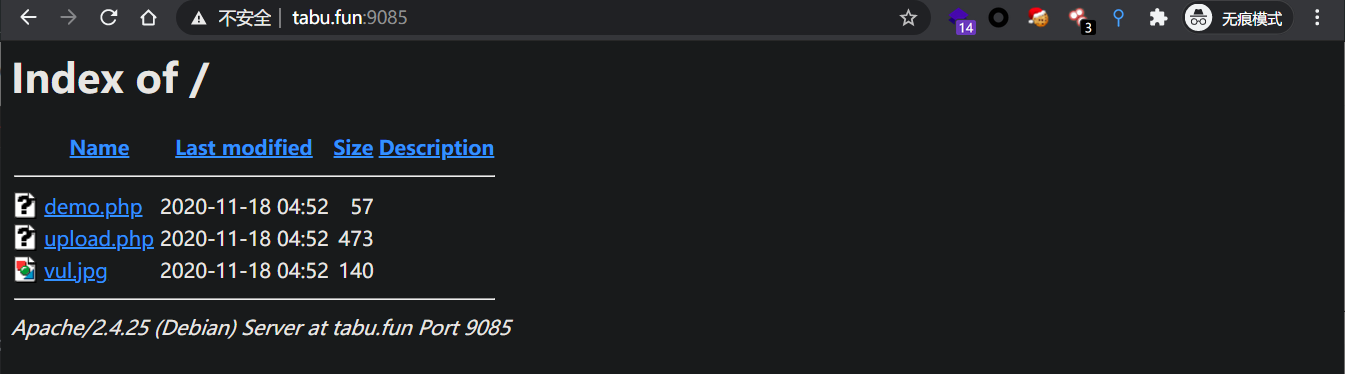 不安全 | tabu.fun:9085
14
3
无痕模式
Index of /
Name Last modified Size Description
demo.php 2020-11-18 04:52 57
upload.php 2020-11-18 04:52 473
vul.jpg 2020-11-18 04:52 140
Apache/2.4.25 (Debian) Server at tabu.fun Port 9085